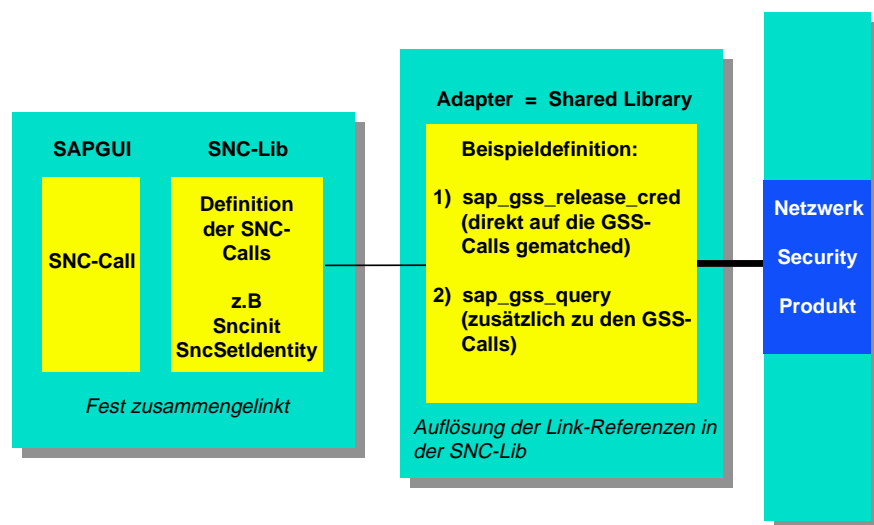 SAPGUI
SNC-Call
SNC-Lib
Definition
der SNC-
Calls
z.B
Sncinit
SncSetIdentity
Fest zusammengelinkt
Adapter = Shared Library
Beispieldefinition:
1) sap_gss_release_cred
(direkt auf die GSS-
Calls gematched)
2) sap_gss_query
(zusätzlich zu den GSS-
Calls)
Auflösung der Link-Referenzen in
der SNC-Lib
Netzwerk
Security
Produkt